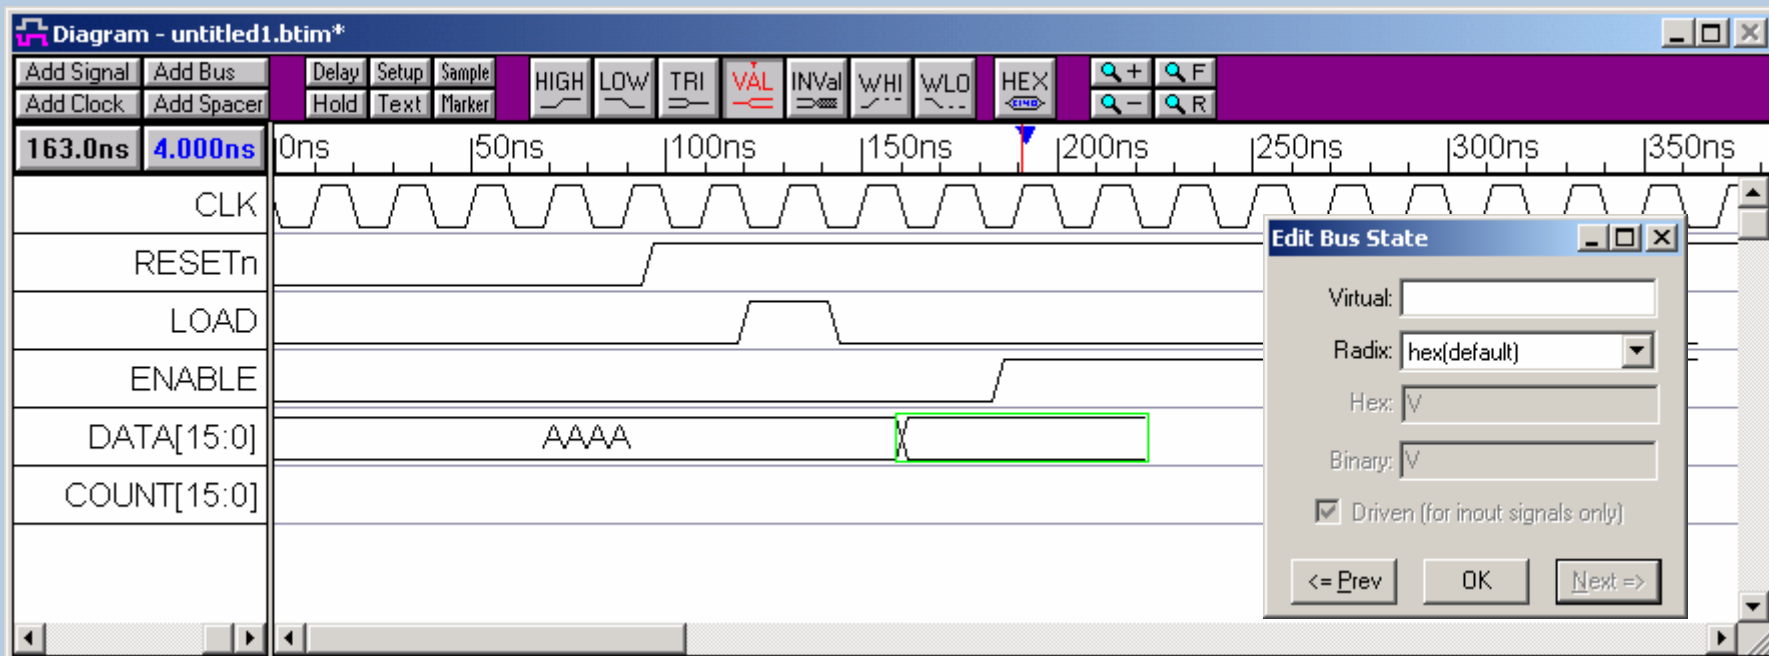 Diagram - untitled1.btim*
Add Signal Add Bus Delay Setup Sample HIGH LOW TRI VAL INVal WHI WLO HEX + F
Add Clock Add Spacer Hold Text Marker - R
163.0ns 4.000ns 0ns 50ns 100ns 150ns 200ns 250ns 300ns 350ns
CLK
RESETn
LOAD
ENABLE
DATA[15:0] AAAA
COUNT[15:0]
Edit Bus State
Virtual:
Radix: hex(default)
Hex: V
Binary: V
Driven (for inout signals only)
<= Prev OK Next =>